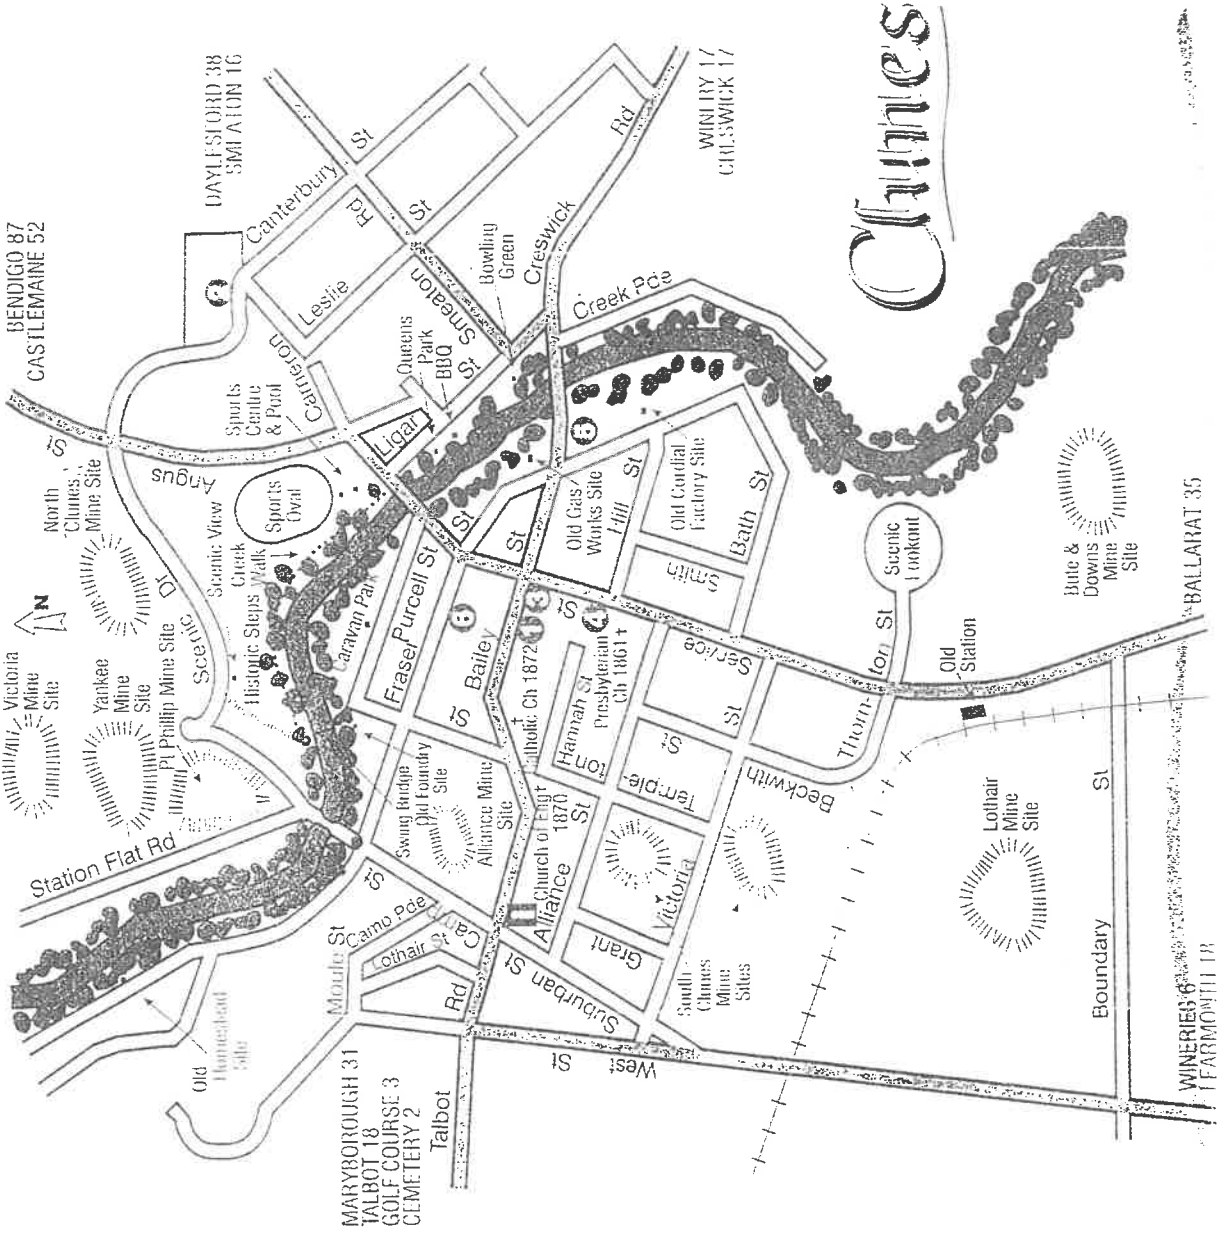 Clunes
N
BENDIGO 87
CASTLEMAINE 52
DAYLESFORD 38
SMEATON 16
WINERY 17
CRESWICK 17
BALLARAT 35
WINERIES 6
LEARMONTH 18
MARYBOROUGH 31
TALBOT 18
GOLF COURSE 3
CEMETERY 2
Victoria
Mine
Site
Yankee
Mine
Site
Pt Phillip Mine Site
North
Clunes
Mine Site
Scenic Dr
Scenic View
Creek
Walk
Historic Steps
Angus
St
Sports
Oval
Sports
Centre
& Pool
Cameron
Ligar
St
Queens
Park
BBQ
Canterbury
St
Leslie
St
Smeaton
Rd
Bowling
Green
Creswick
Rd
Creek Pde
Station Flat Rd
Caravan Park
Purcell St
Fraser
St
Bailey
St
St
Old Gas
Works Site
Hill
St
Old Cordial
Factory Site
Smith
Bath
St
Swing Bridge
Old Foundry
Site
Alliance Mine
Site
Catholic Ch 1872
Church of Eng
1870
Presbyterian
Ch 1861
Hannah St
Temple-
ton
St
Service
St
St
Alliance
St
Victoria
Grant
Beckwith
Thorn-
ton St
Scenic
Lookout
Old
Station
Bute &
Downs
Mine
Site
Old
Homestead
Site
Moule St
Camp Pde
Lothair St
Camp
St
Talbot
Rd
Suburban
St
West
St
South
Clunes
Mine
Sites
Lothair
Mine
Site
Boundary
St